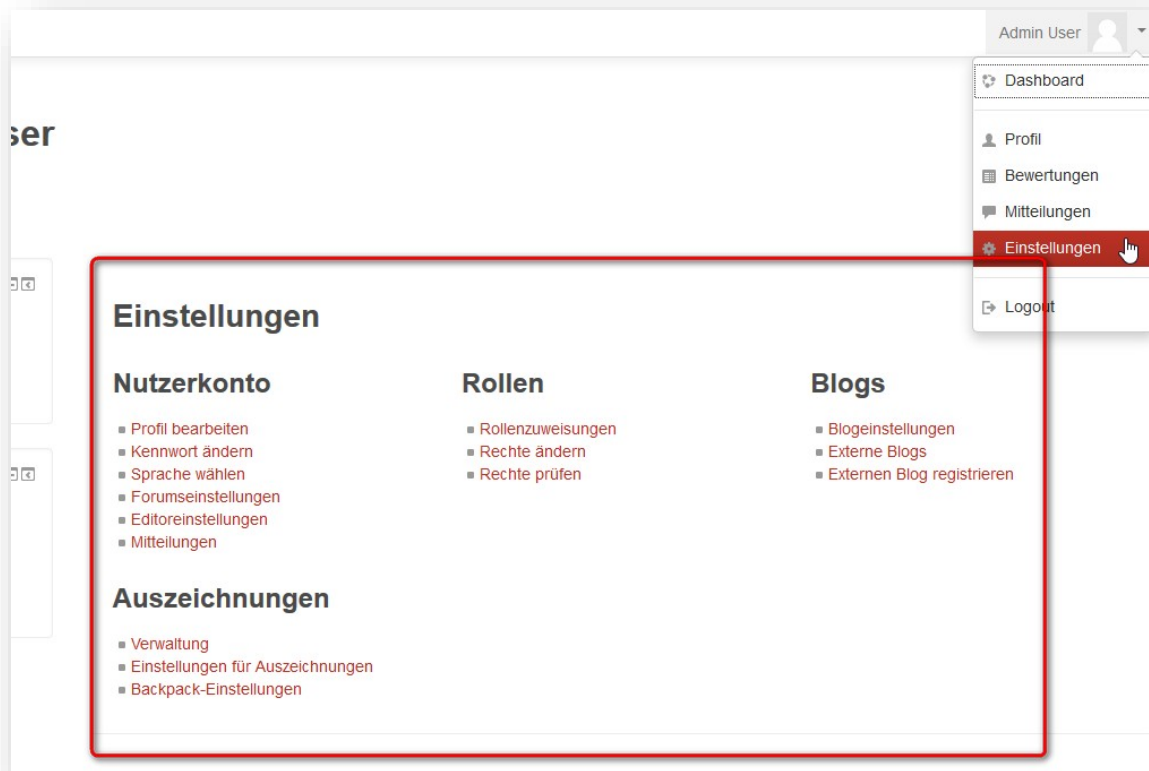 Admin User
Dashboard
ser
Profil
Bewertungen
Mitteilungen
Einstellungen
Logout
Einstellungen
Nutzerkonto
Profil bearbeiten
Kennwort ändern
Sprache wählen
Forumseinstellungen
Editoreinstellungen
Mitteilungen
Rollen
Rollenzuweisungen
Rechte ändern
Rechte prüfen
Blogs
Blogeinstellungen
Externe Blogs
Externen Blog registrieren
Auszeichnungen
Verwaltung
Einstellungen für Auszeichnungen
Backpack-Einstellungen